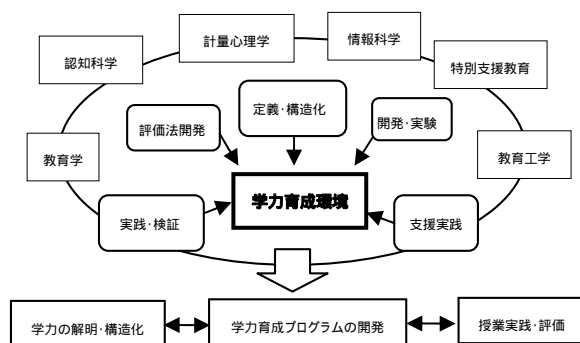 計量心理学
情報科学
認知科学
特別支援教育
定義・構造化
評価法開発
開発・実験
教育学
教育工学
学力育成環境
実践・検証
支援実践
学力の解明・構造化
学力育成プログラムの開発
授業実践・評価